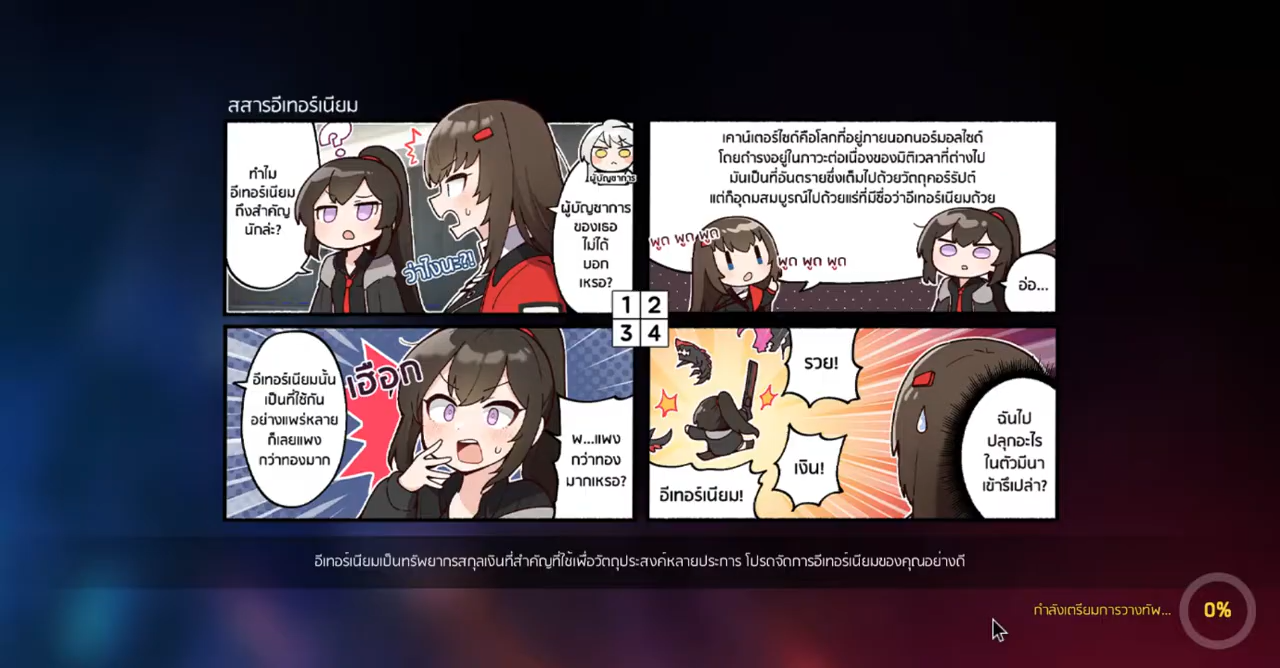 สสารอีเทอร์เนียม
ทำไม
อีเทอร์เนียม
ถึงสำคัญ
นักล่ะ?
ว่าไงนะ?!
ผู้บัญชาการ
ผู้บัญชาการ
ของเธอ
ไม่ได้
บอก
เหรอ?
เคาน์เตอร์ไซด์คือโลกที่อยู่ภายนอกนอร์มอลไซด์
โดยดำรงอยู่ในภาวะต่อเนื่องของมิติเวลาที่ต่างไป
มันเป็นที่อันตรายซึ่งเต็มไปด้วยวัตถุคอร์รัปต์
แต่ก็อุดมสมบูรณ์ไปด้วยแร่ที่มีชื่อว่าอีเทอร์เนียมด้วย
พูด พูด พูด
พูด พูด พูด
อ๋อ...
1 2
3 4
อีเทอร์เนียมนั้น
เป็นที่ใช้กัน
อย่างแพร่หลาย
ก็เลยแพง
กว่าทองมาก
เฮือก
พ...แพง
กว่าทอง
มากเหรอ?
รวย!
เงิน!
อีเทอร์เนียม!
ฉันไป
ปลุกอะไร
ในตัวมีนา
เข้ารึเปล่า?
อีเทอร์เนียมเป็นทรัพยากรสกุลเงินที่สำคัญที่ใช้เพื่อวัตถุประสงค์หลายประการ โปรดจัดการอีเทอร์เนียมของคุณอย่างดี
กำลังเตรียมการวางทัพ...
0%